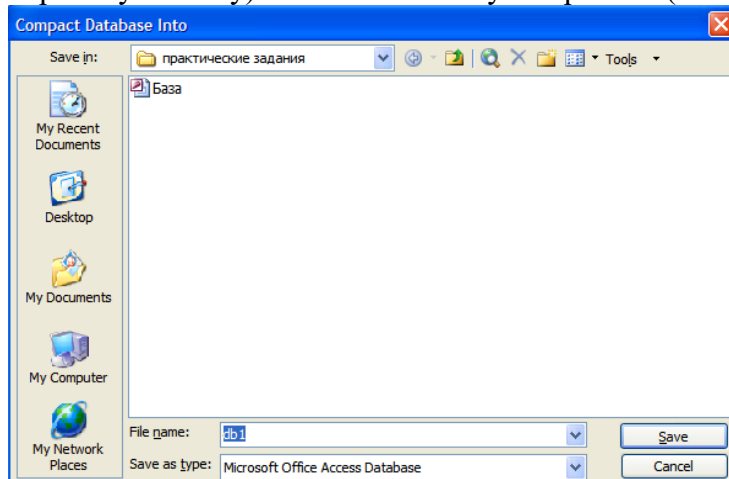 Compact Database Into
Save in:
практические задания
Tools
База
My Recent
Documents
Desktop
My Documents
My Computer
My Network
Places
File name:
db1
Save
Save as type:
Microsoft Office Access Database
Cancel